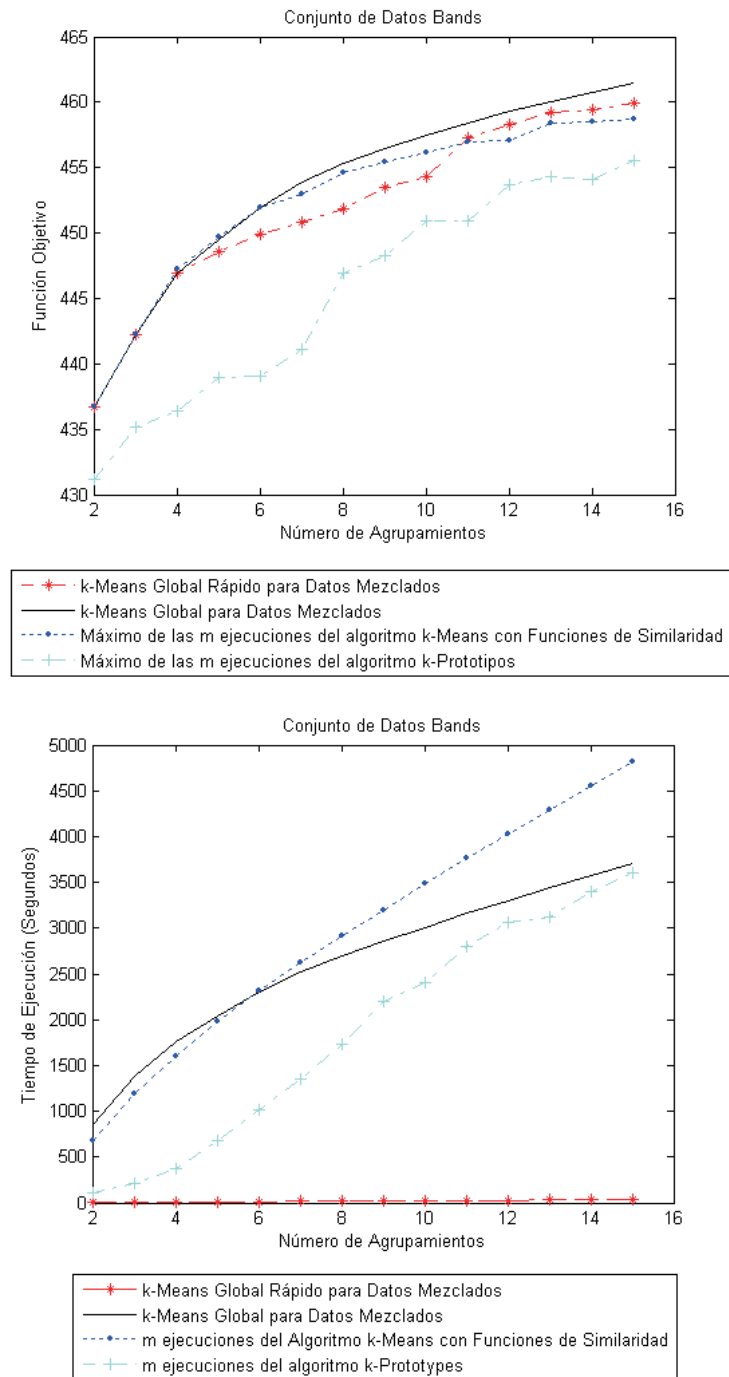 Conjunto de Datos Bands
465
460
455
450
445
440
435
430
Función Objetivo
2
4
6
8
10
12
14
16
Número de Agrupamientos
k-Means Global Rápido para Datos Mezclados
k-Means Global para Datos Mezclados
Máximo de las m ejecuciones del algoritmo k-Means con Funciones de Similaridad
Máximo de las m ejecuciones del algoritmo k-Prototipos
Conjunto de Datos Bands
5000
4500
4000
3500
3000
2500
2000
1500
1000
500
0
Tiempo de Ejecución (Segundos)
2
4
6
8
10
12
14
16
Número de Agrupamientos
k-Means Global Rápido para Datos Mezclados
k-Means Global para Datos Mezclados
m ejecuciones del Algoritmo k-Means con Funciones de Similaridad
m ejecuciones del algoritmo k-Prototypes